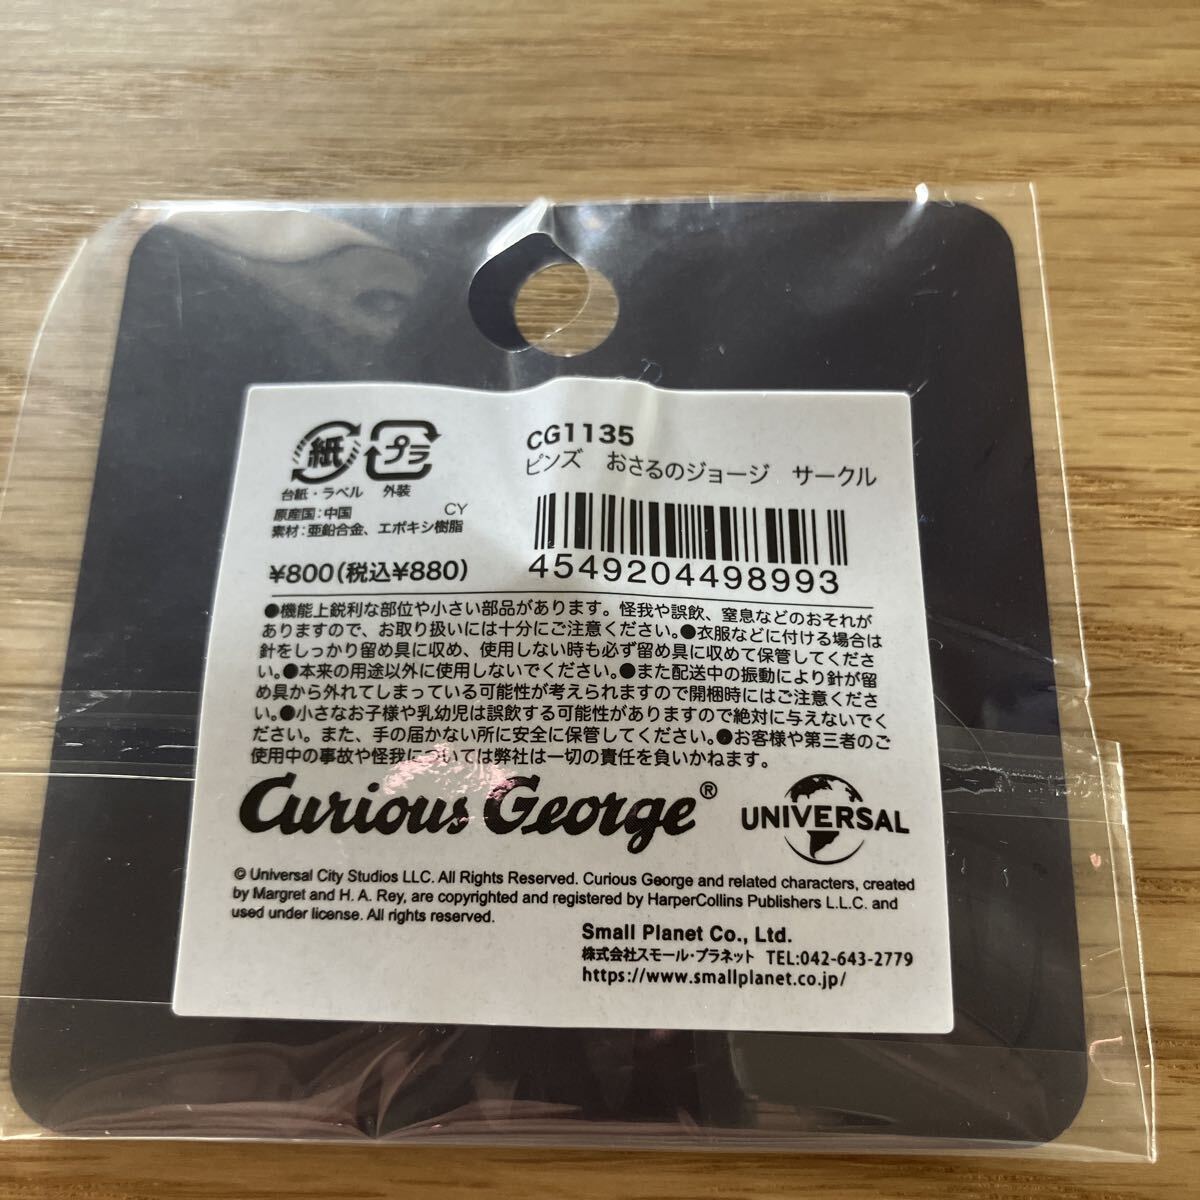 紙
プラ
台紙・ラベル 外装
CG1135
ピンズ おさるのジョージ サークル
原産国:中国 CY
素材:亜鉛合金、エポキシ樹脂
¥800(税込¥880)
4549204498993
●機能上鋭利な部位や小さい部品があります。怪我や誤飲、窒息などのおそれが
ありますので、お取り扱いには十分にご注意ください。●衣服などに付ける場合は
針をしっかり留め具に収め、使用しない時も必ず留め具に収めて保管してくださ
い。●本来の用途以外に使用しないでください。●また配送中の振動により針が留
め具から外れてしまっている可能性が考えられますので開梱時にはご注意くださ
い。●小さなお子様や乳幼児は誤飲する可能性がありますので絶対に与えないでく
ださい。また、手の届かない所に安全に保管してください。●お客様や第三者のご
使用中の事故や怪我については弊社は一切の責任を負いかねます。
Curious George®
UNIVERSAL
© Universal City Studios LLC. All Rights Reserved. Curious George and related characters, created
by Margret and H. A. Rey, are copyrighted and registered by HarperCollins Publishers L.L.C. and
used under license. All rights reserved.
Small Planet Co., Ltd.
株式会社スモール・プラネット TEL:042-643-2779
https://www.smallplanet.co.jp/